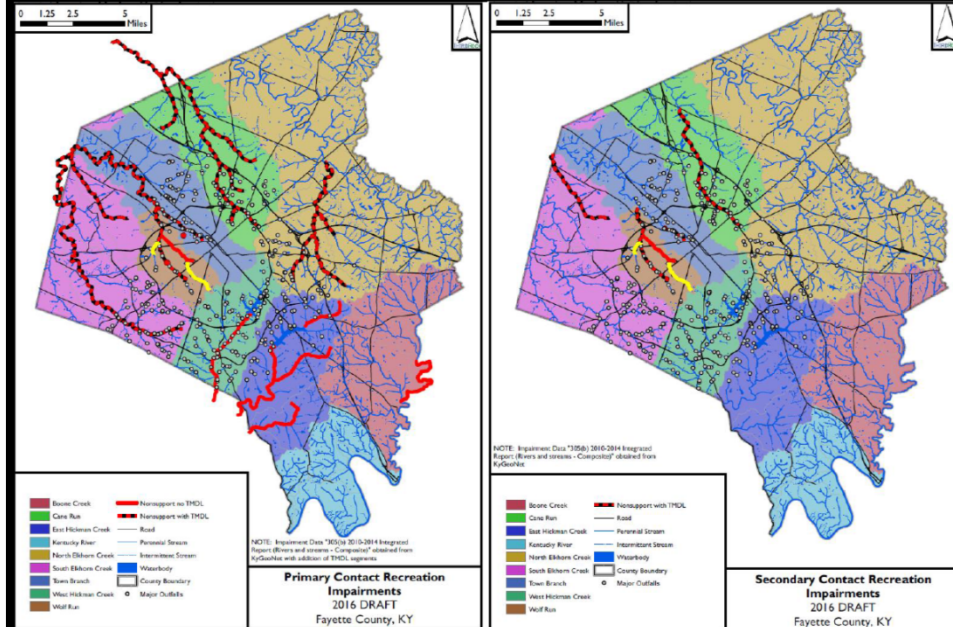 0 1.25 2.5 5
Miles
Boone Creek
Cane Run
East Hickman Creek
Kentucky River
North Elkhorn Creek
South Elkhorn Creek
Town Branch
West Hickman Creek
Wolf Run
Nonsupport no TMDL
Nonsupport with TMDL
Road
Perennial Stream
Intermittent Stream
Waterbody
County Boundary
Major Outfalls
NOTE: Impairment Data "305(b) 2010-2014 Integrated
Report (Rivers and streams - Composite)" obtained from
KyGeoNet with addition of TMDL segments
Primary Contact Recreation
Impairments
2016 DRAFT
Fayette County, KY
0 1.25 2.5 5
Miles
NOTE: Impairment Data "305(b) 2010-2014 Integrated
Report (Rivers and streams - Composite)" obtained from
KyGeoNet
Boone Creek
Cane Run
East Hickman Creek
Kentucky River
North Elkhorn Creek
South Elkhorn Creek
Town Branch
West Hickman Creek
Wolf Run
Nonsupport with TMDL
Road
Perennial Stream
Intermittent Stream
Waterbody
County Boundary
Major Outfalls
Secondary Contact Recreation
Impairments
2016 DRAFT
Fayette County, KY